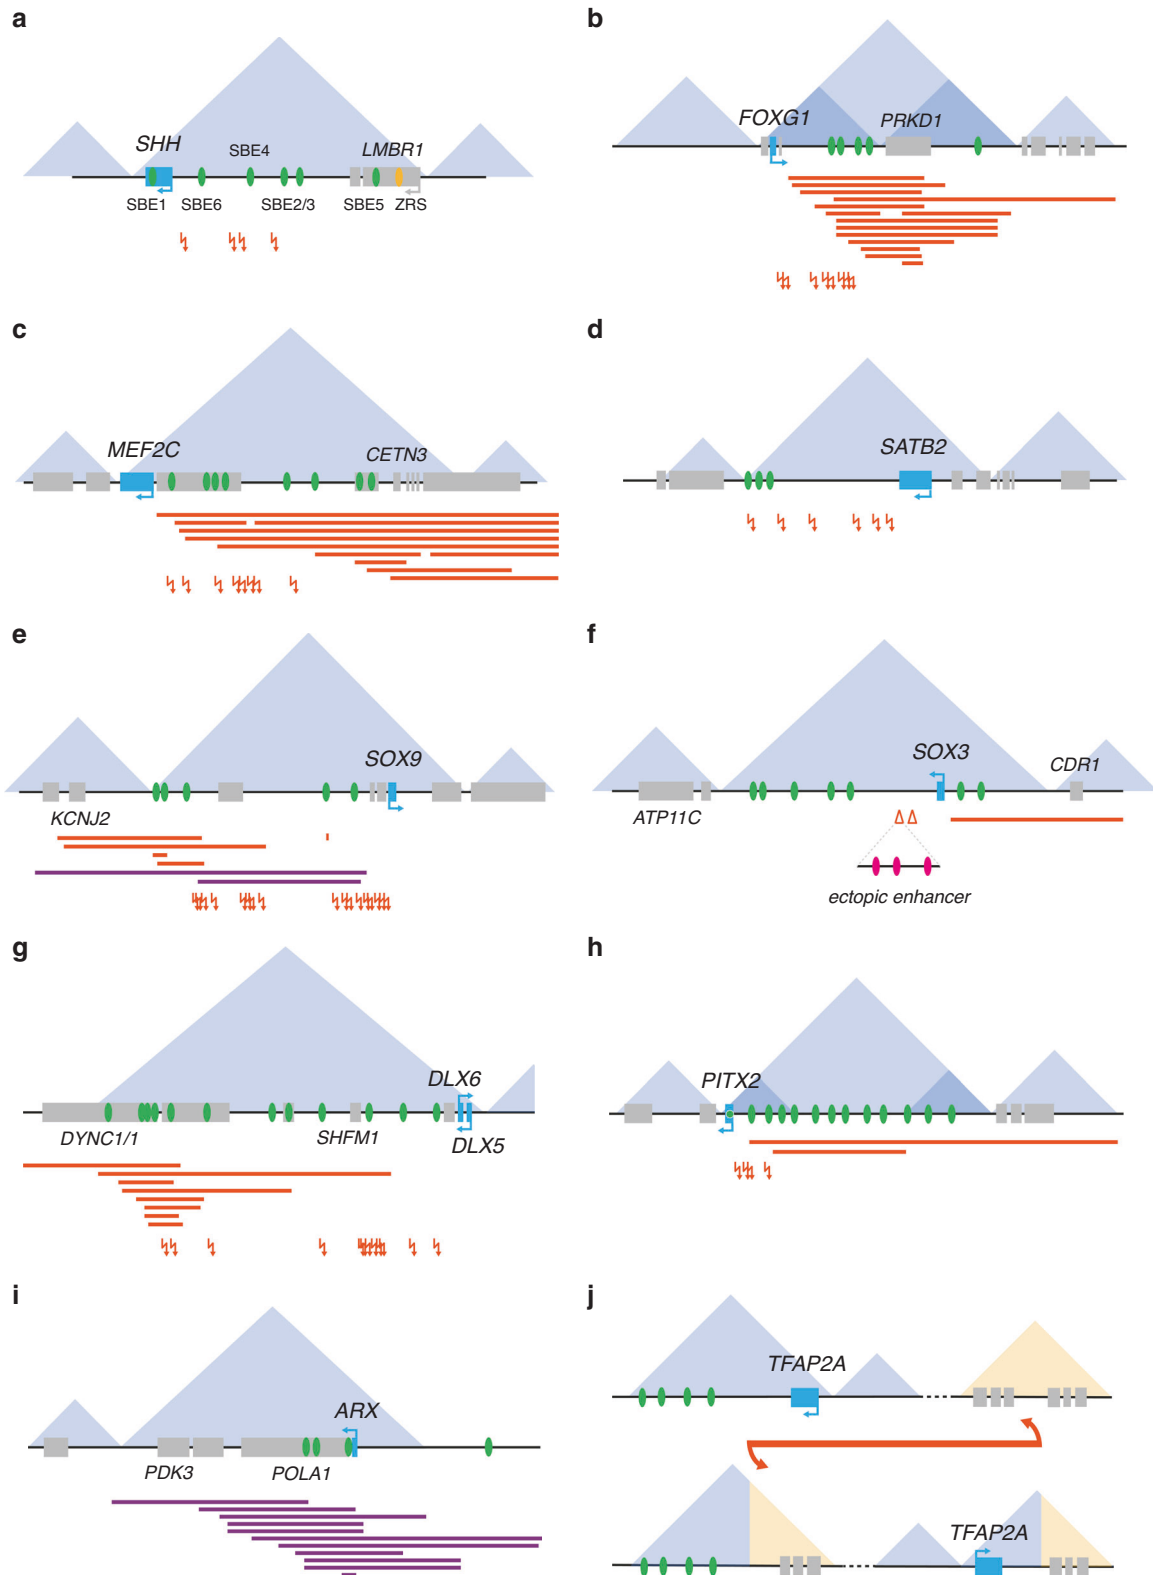 a
SHH
SBE4
LMBR1
SBE1 SBE6 SBE2/3 SBE5 ZRS
b
FOXG1
PRKD1
c
MEF2C
CETN3
d
SATB2
e
SOX9
KCNJ2
f
SOX3
CDR1
ATP11C
ectopic enhancer
g
DLX6
DYNC1/1 SHFM1
DLX5
h
PITX2
i
ARX
PDK3 POLA1
j
TFAP2A
TFAP2A